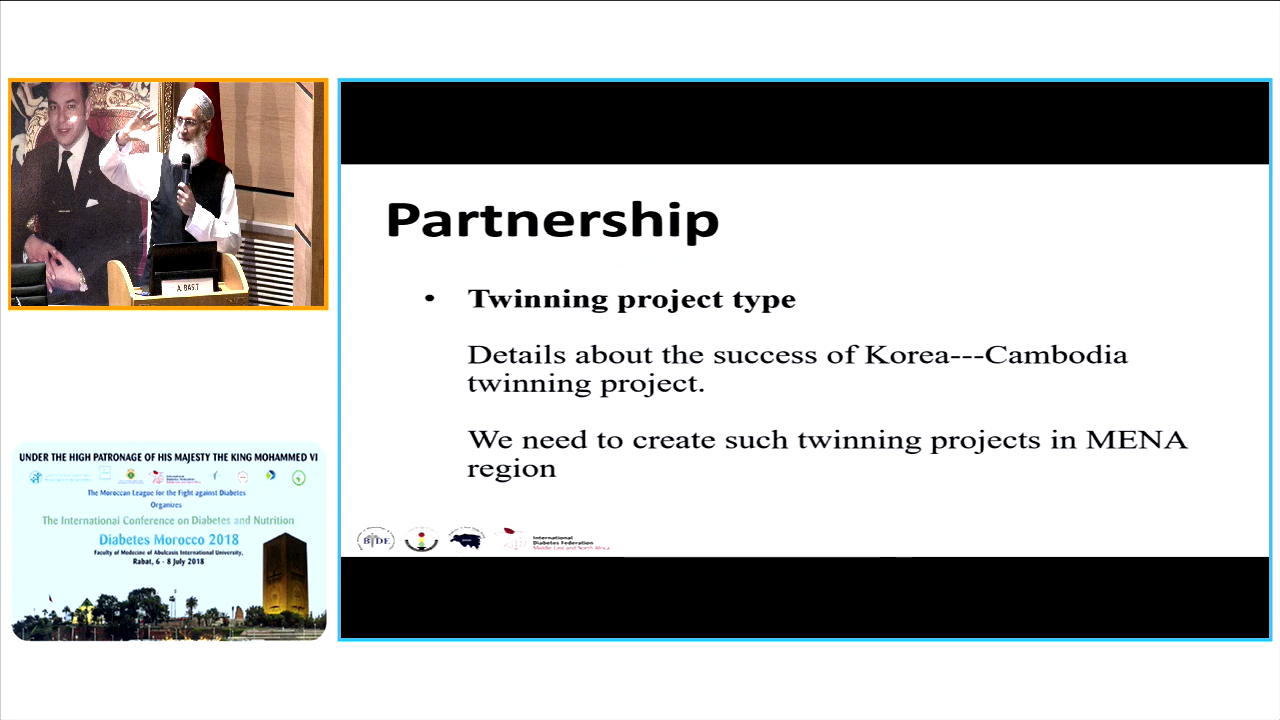 A. BASIT
UNDER THE HIGH PATRONAGE OF HIS MAJESTY THE KING MOHAMMED VI
The Moroccan League for the Fight against Diabetes
Organizes
The International Conference on Diabetes and Nutrition
Diabetes Morocco 2018
Faculty of Medecine of Abulcasis International University,
Rabat, 6 - 8 July 2018
Partnership
• Twinning project type
Details about the success of Korea---Cambodia
twinning project.
We need to create such twinning projects in MENA
region
BIDE
International
Diabetes Federation
Middle East and North Africa